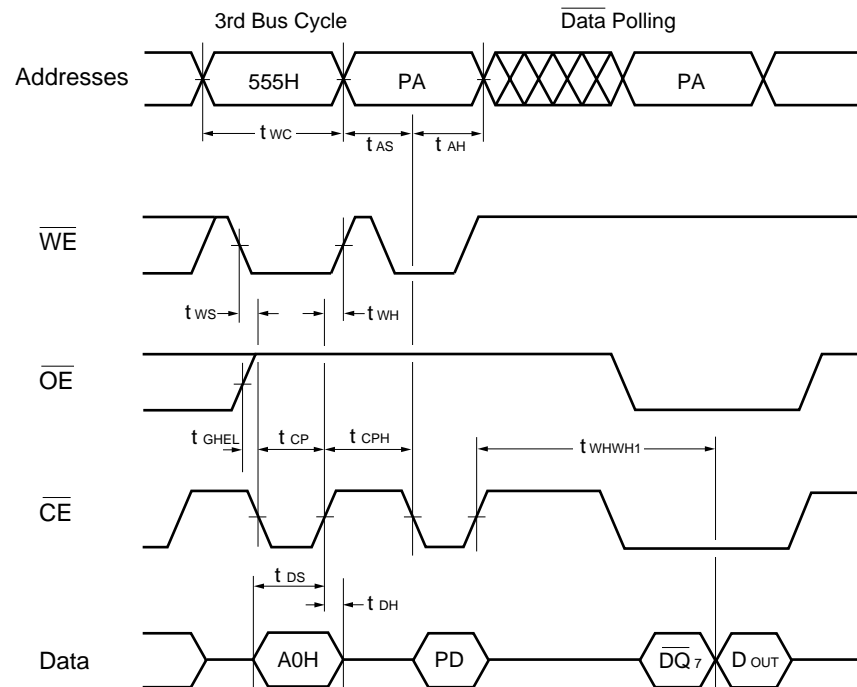 3rd Bus Cycle Data Polling
Addresses 555H PA PA
t WC t AS t AH
WE
t WS t WH
OE
t GHEL t CP t CPH t WHWH1
CE
t DS
t DH
Data A0H PD DQ 7 D OUT